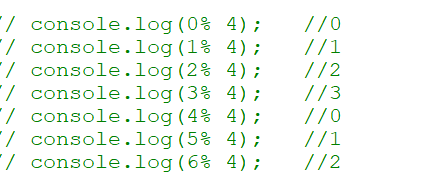 // console.log(0% 4);   //0
// console.log(1% 4);   //1
// console.log(2% 4);   //2
// console.log(3% 4);   //3
// console.log(4% 4);   //0
// console.log(5% 4);   //1
// console.log(6% 4);   //2